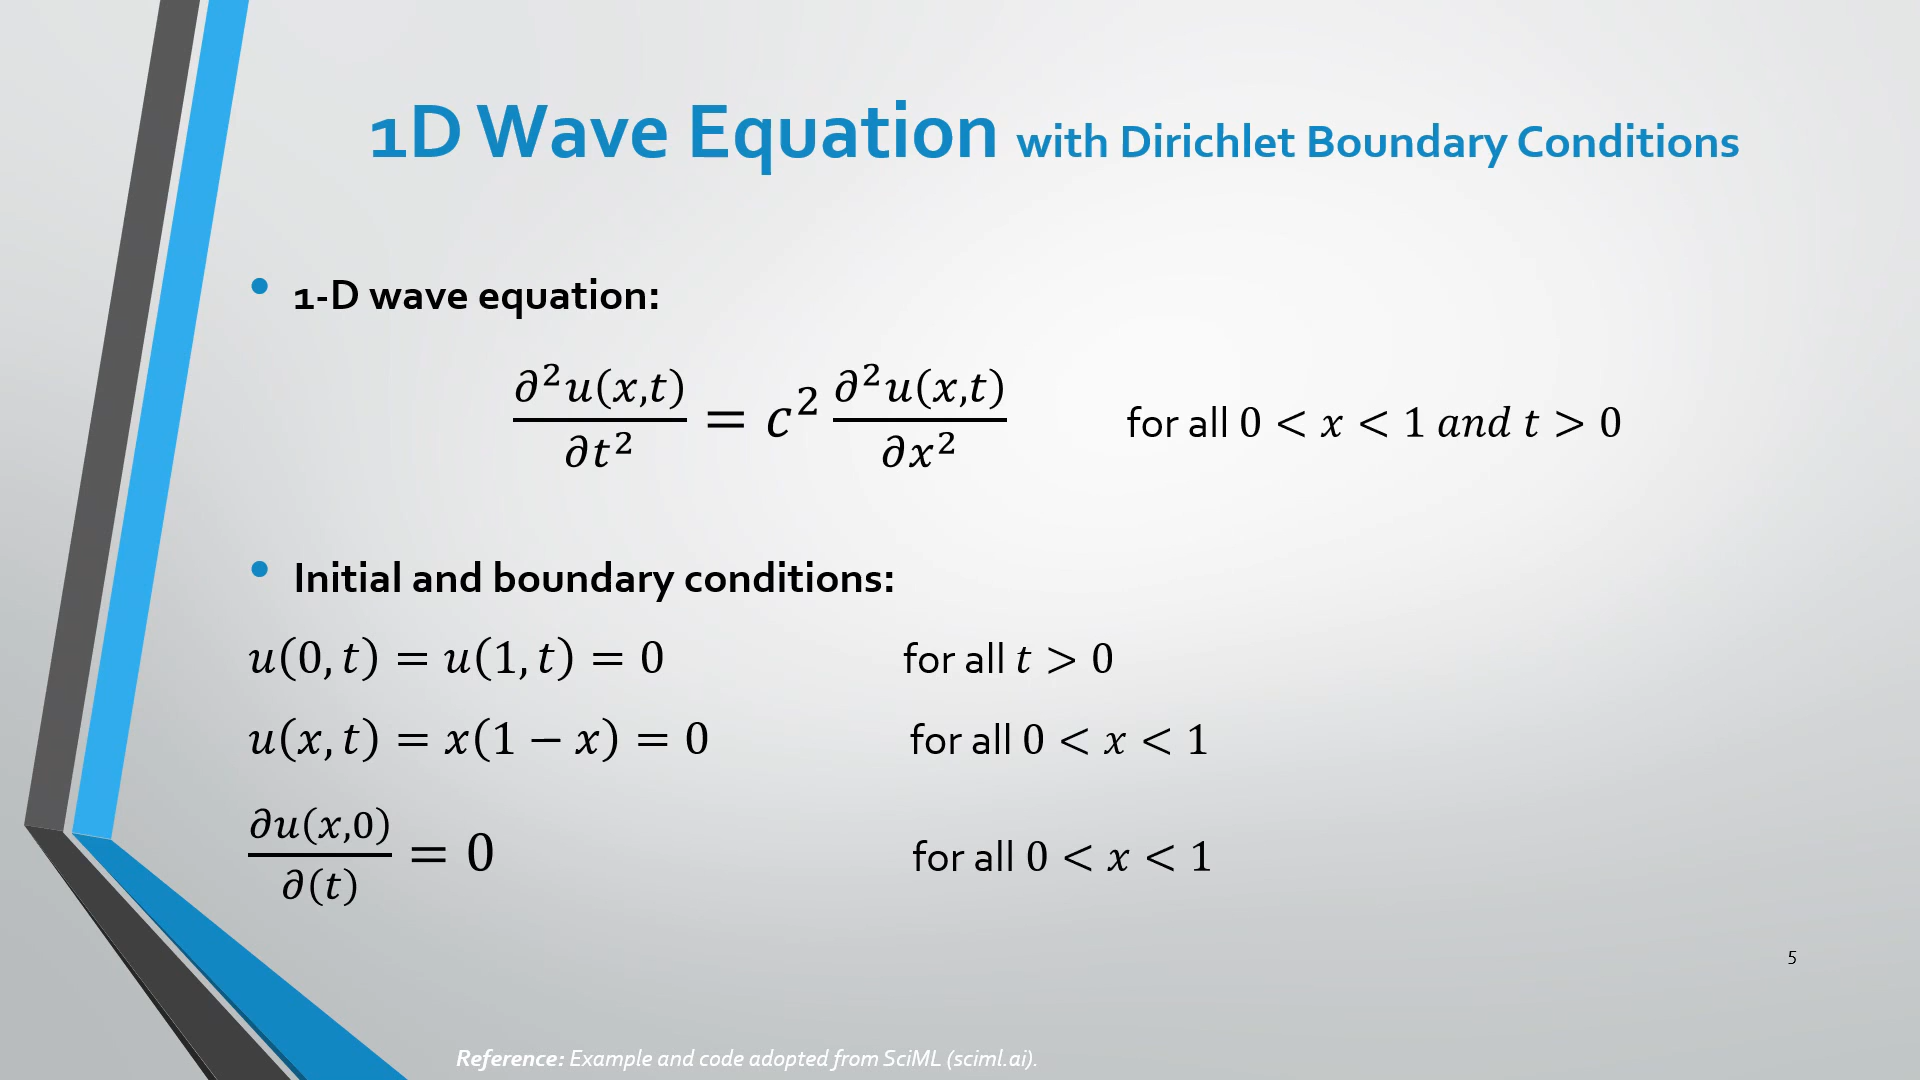 1D Wave Equation with Dirichlet Boundary Conditions
• 1-D wave equation:
∂²u(x,t)/∂t² = c² ∂²u(x,t)/∂x² for all 0 < x < 1 and t > 0
• Initial and boundary conditions:
u(0,t) = u(1,t) = 0 for all t > 0
u(x,t) = x(1 − x) = 0 for all 0 < x < 1
∂u(x,0)/∂(t) = 0 for all 0 < x < 1
5
Reference: Example and code adopted from SciML (sciml.ai).